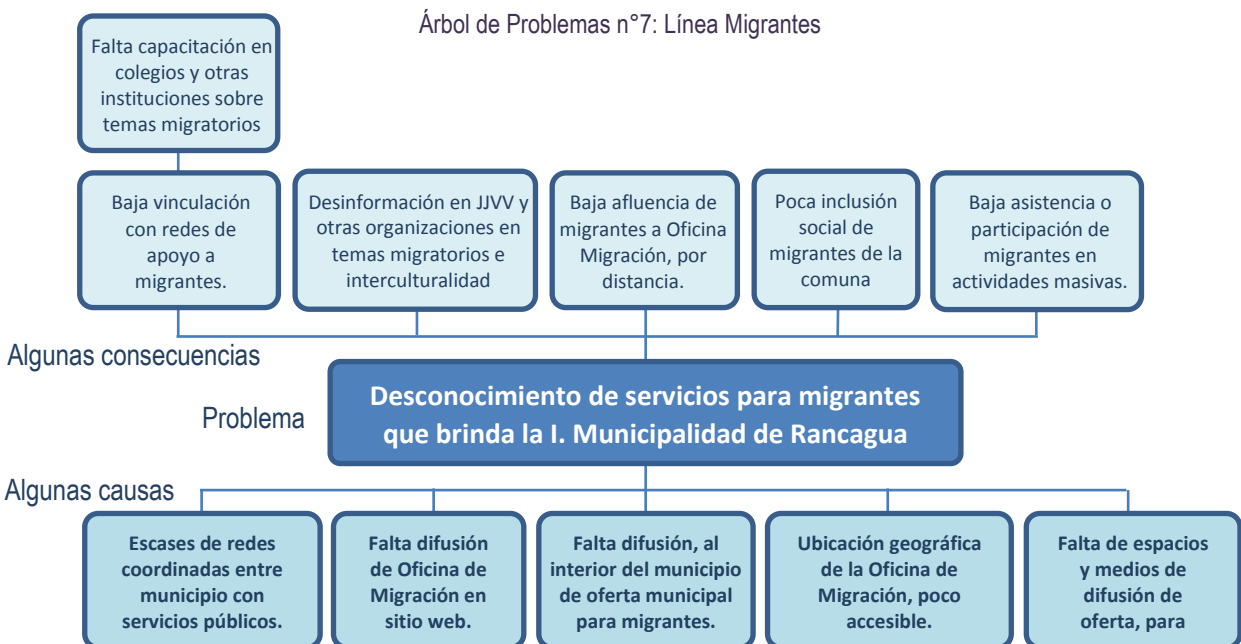 Árbol de Problemas n°7: Línea Migrantes
Falta capacitación en
colegios y otras
instituciones sobre
temas migratorios
Baja vinculación
con redes de
apoyo a
migrantes.
Desinformación en JJVV y
otras organizaciones en
temas migratorios e
interculturalidad
Baja afluencia de
migrantes a Oficina
Migración, por
distancia.
Poca inclusión
social de
migrantes de la
comuna
Baja asistencia o
participación de
migrantes en
actividades masivas.
Algunas consecuencias
Problema
Desconocimiento de servicios para migrantes
que brinda la I. Municipalidad de Rancagua
Algunas causas
Escases de redes
coordinadas entre
municipio con
servicios públicos.
Falta difusión
de Oficina de
Migración en
sitio web.
Falta difusión, al
interior del municipio
de oferta municipal
para migrantes.
Ubicación geográfica
de la Oficina de
Migración, poco
accesible.
Falta de espacios
y medios de
difusión de
oferta, para